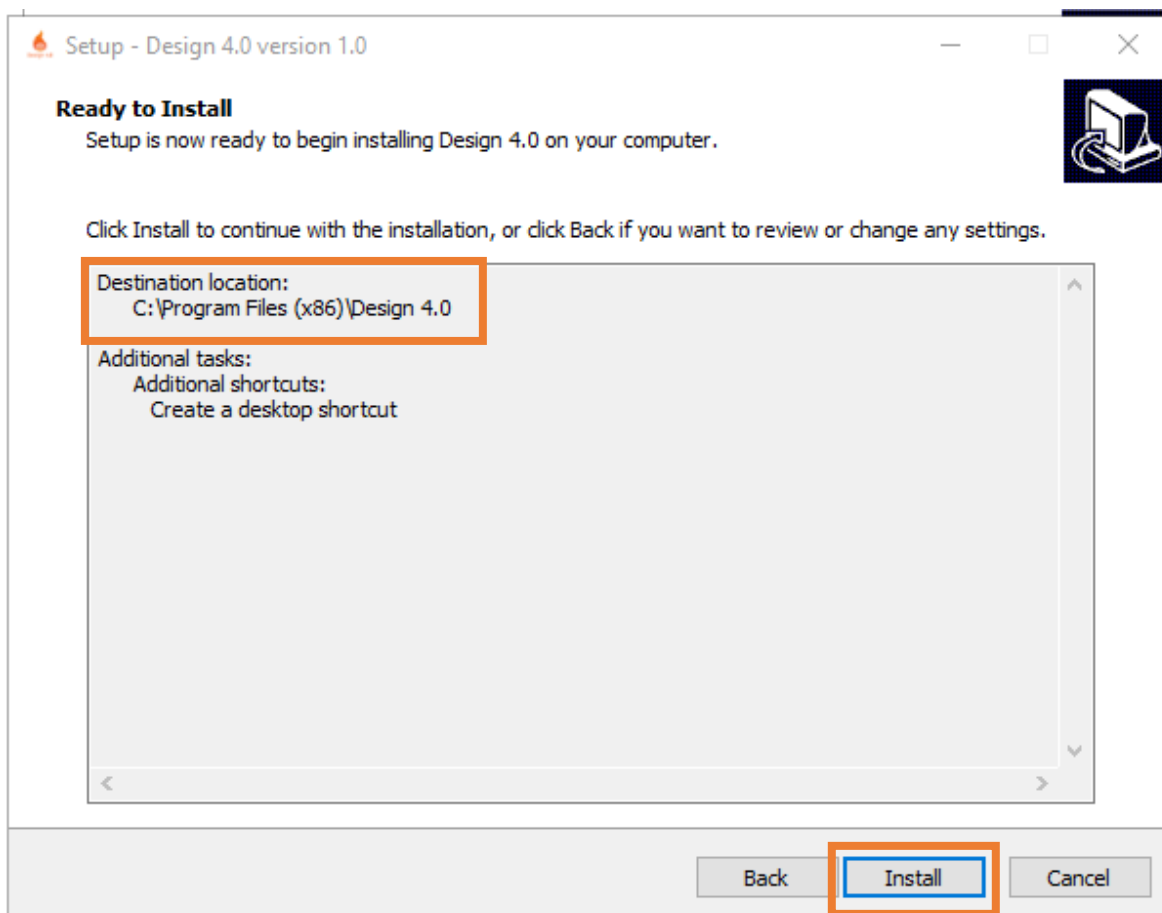 Setup - Design 4.0 version 1.0
Ready to Install
Setup is now ready to begin installing Design 4.0 on your computer.
Click Install to continue with the installation, or click Back if you want to review or change any settings.
Destination location:
C:\Program Files (x86)\Design 4.0
Additional tasks:
Additional shortcuts:
Create a desktop shortcut
Back
Install
Cancel